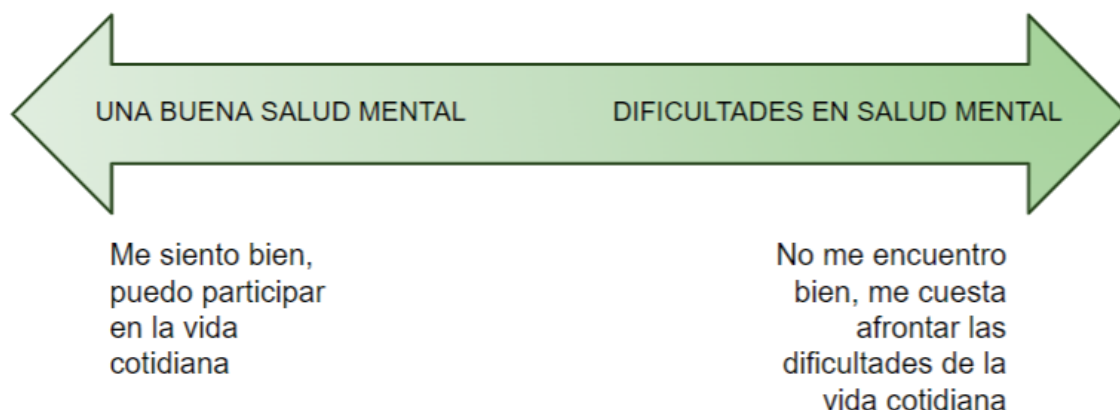 UNA BUENA SALUD MENTAL
DIFICULTADES EN SALUD MENTAL
Me siento bien,
puedo participar
en la vida
cotidiana
No me encuentro
bien, me cuesta
afrontar las
dificultades de la
vida cotidiana